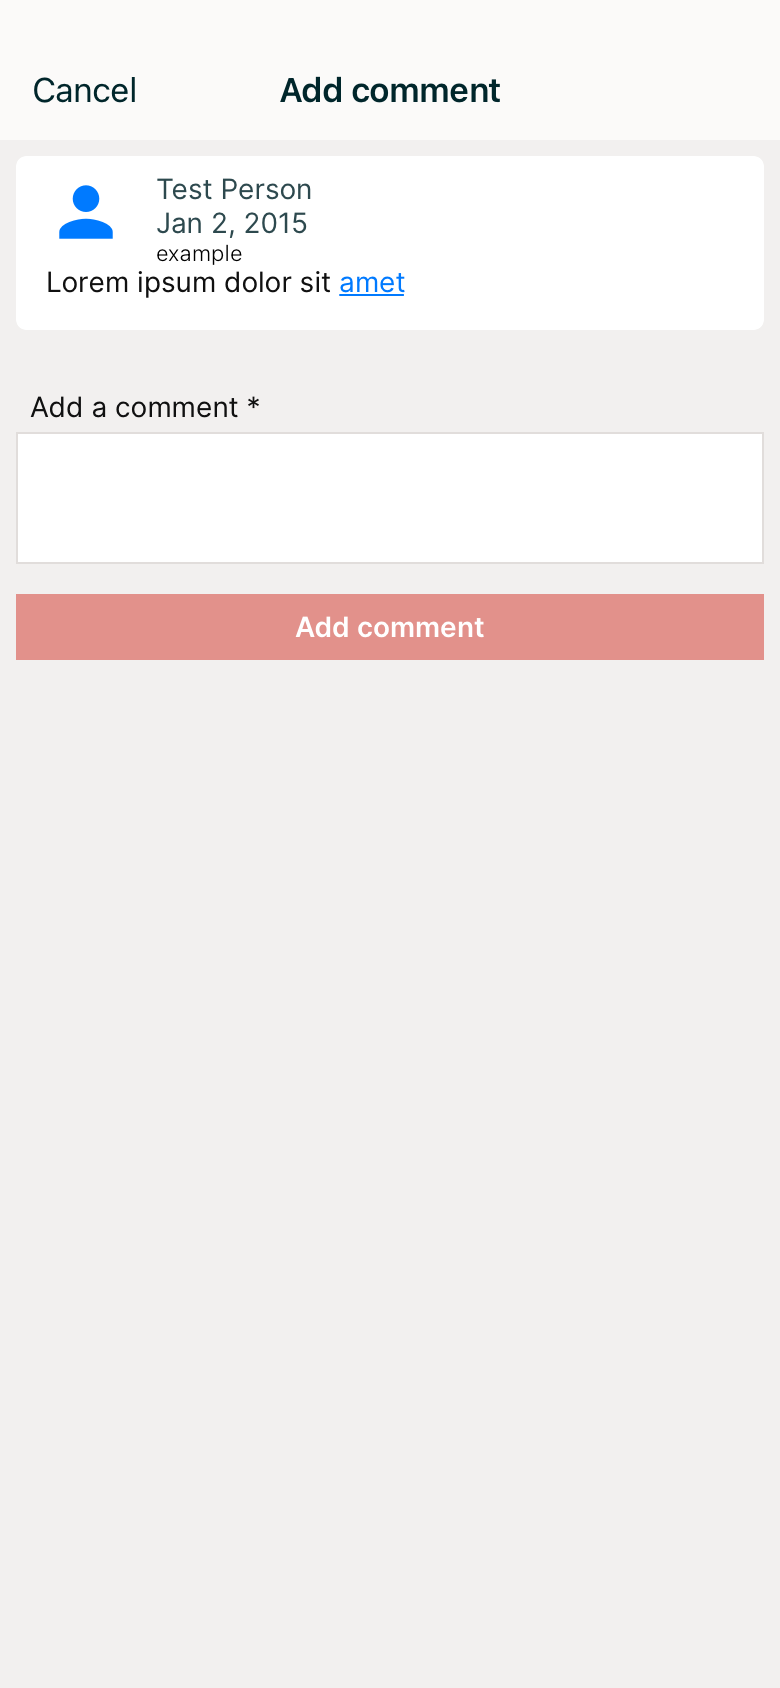 Cancel
Add comment
Test Person
Jan 2, 2015
example
Lorem ipsum dolor sit amet
Add a comment *
Add comment